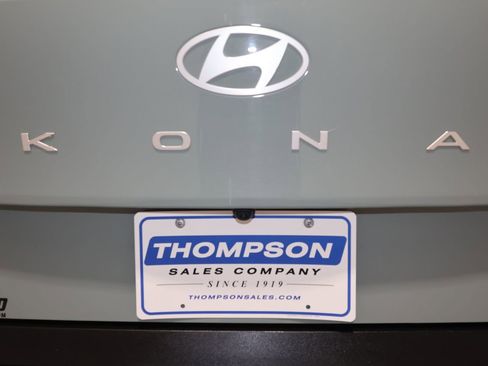 KONA
THOMPSON
SALES COMPANY
SINCE 1919
THOMPSONSALES.COM